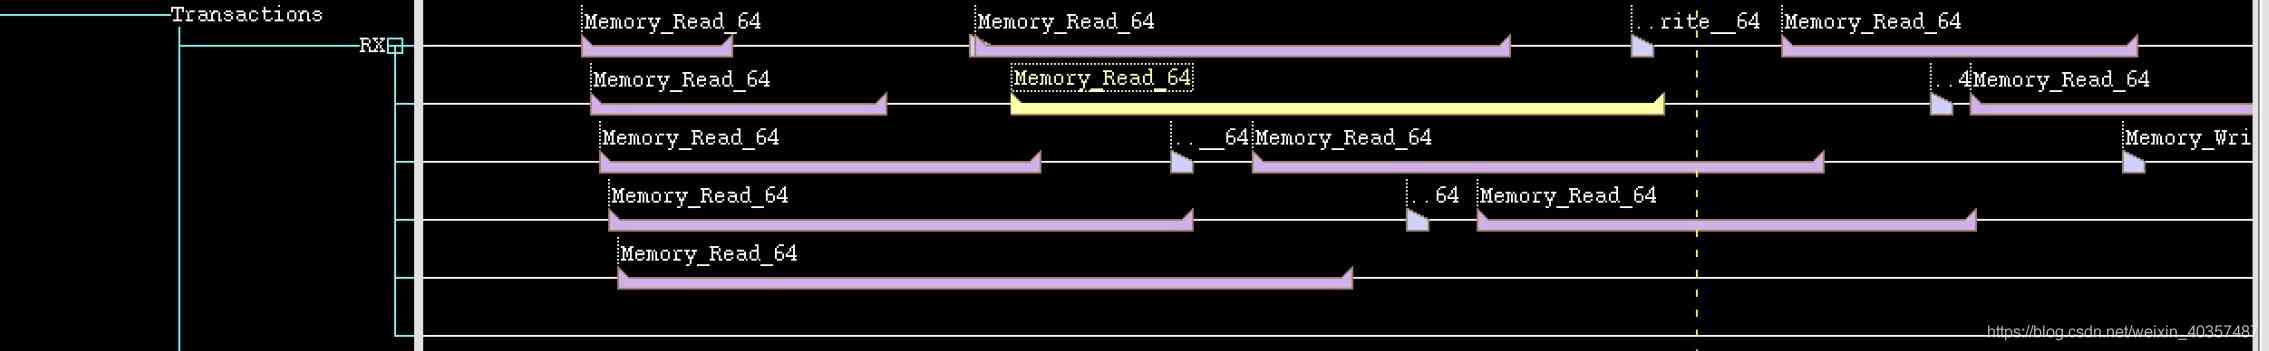 Transactions
Memory_Read_64 Memory_Read_64 ..rite__64 Memory_Read_64
RX
Memory_Read_64 Memory_Read_64 ..4 Memory_Read_64
Memory_Read_64 ..__64 Memory_Read_64 Memory_Wri
Memory_Read_64 ..64 Memory_Read_64
Memory_Read_64
https://blog.csdn.net/weixin_4035748